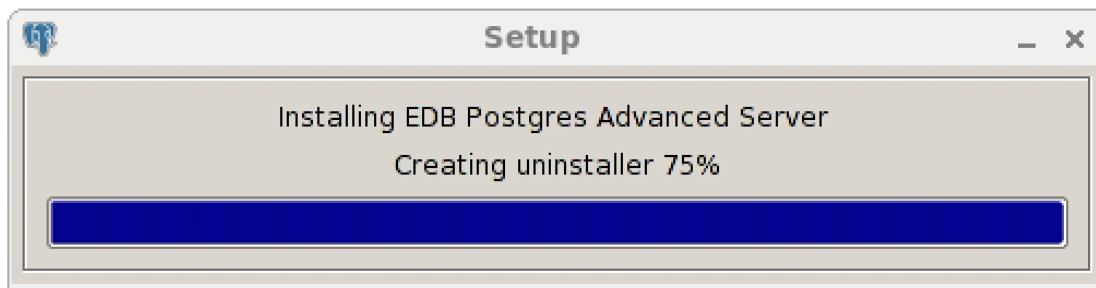 Setup
Installing EDB Postgres Advanced Server
Creating uninstaller 75%